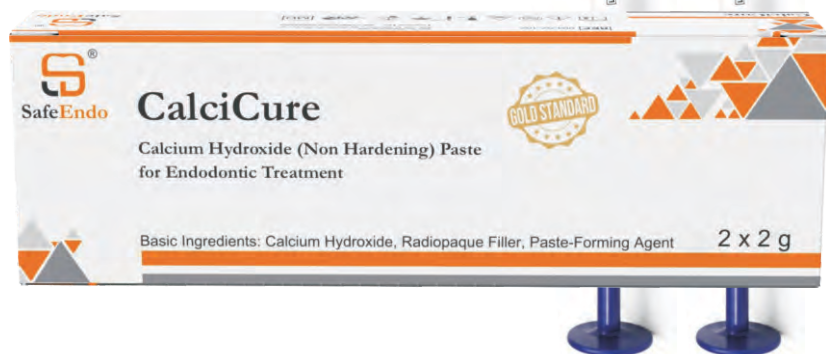 SafeEndo
®
CalciCure
GOLD STANDARD
Calcium Hydroxide (Non Hardening) Paste
for Endodontic Treatment
Basic Ingredients: Calcium Hydroxide, Radiopaque Filler, Paste-Forming Agent
2 x 2 g